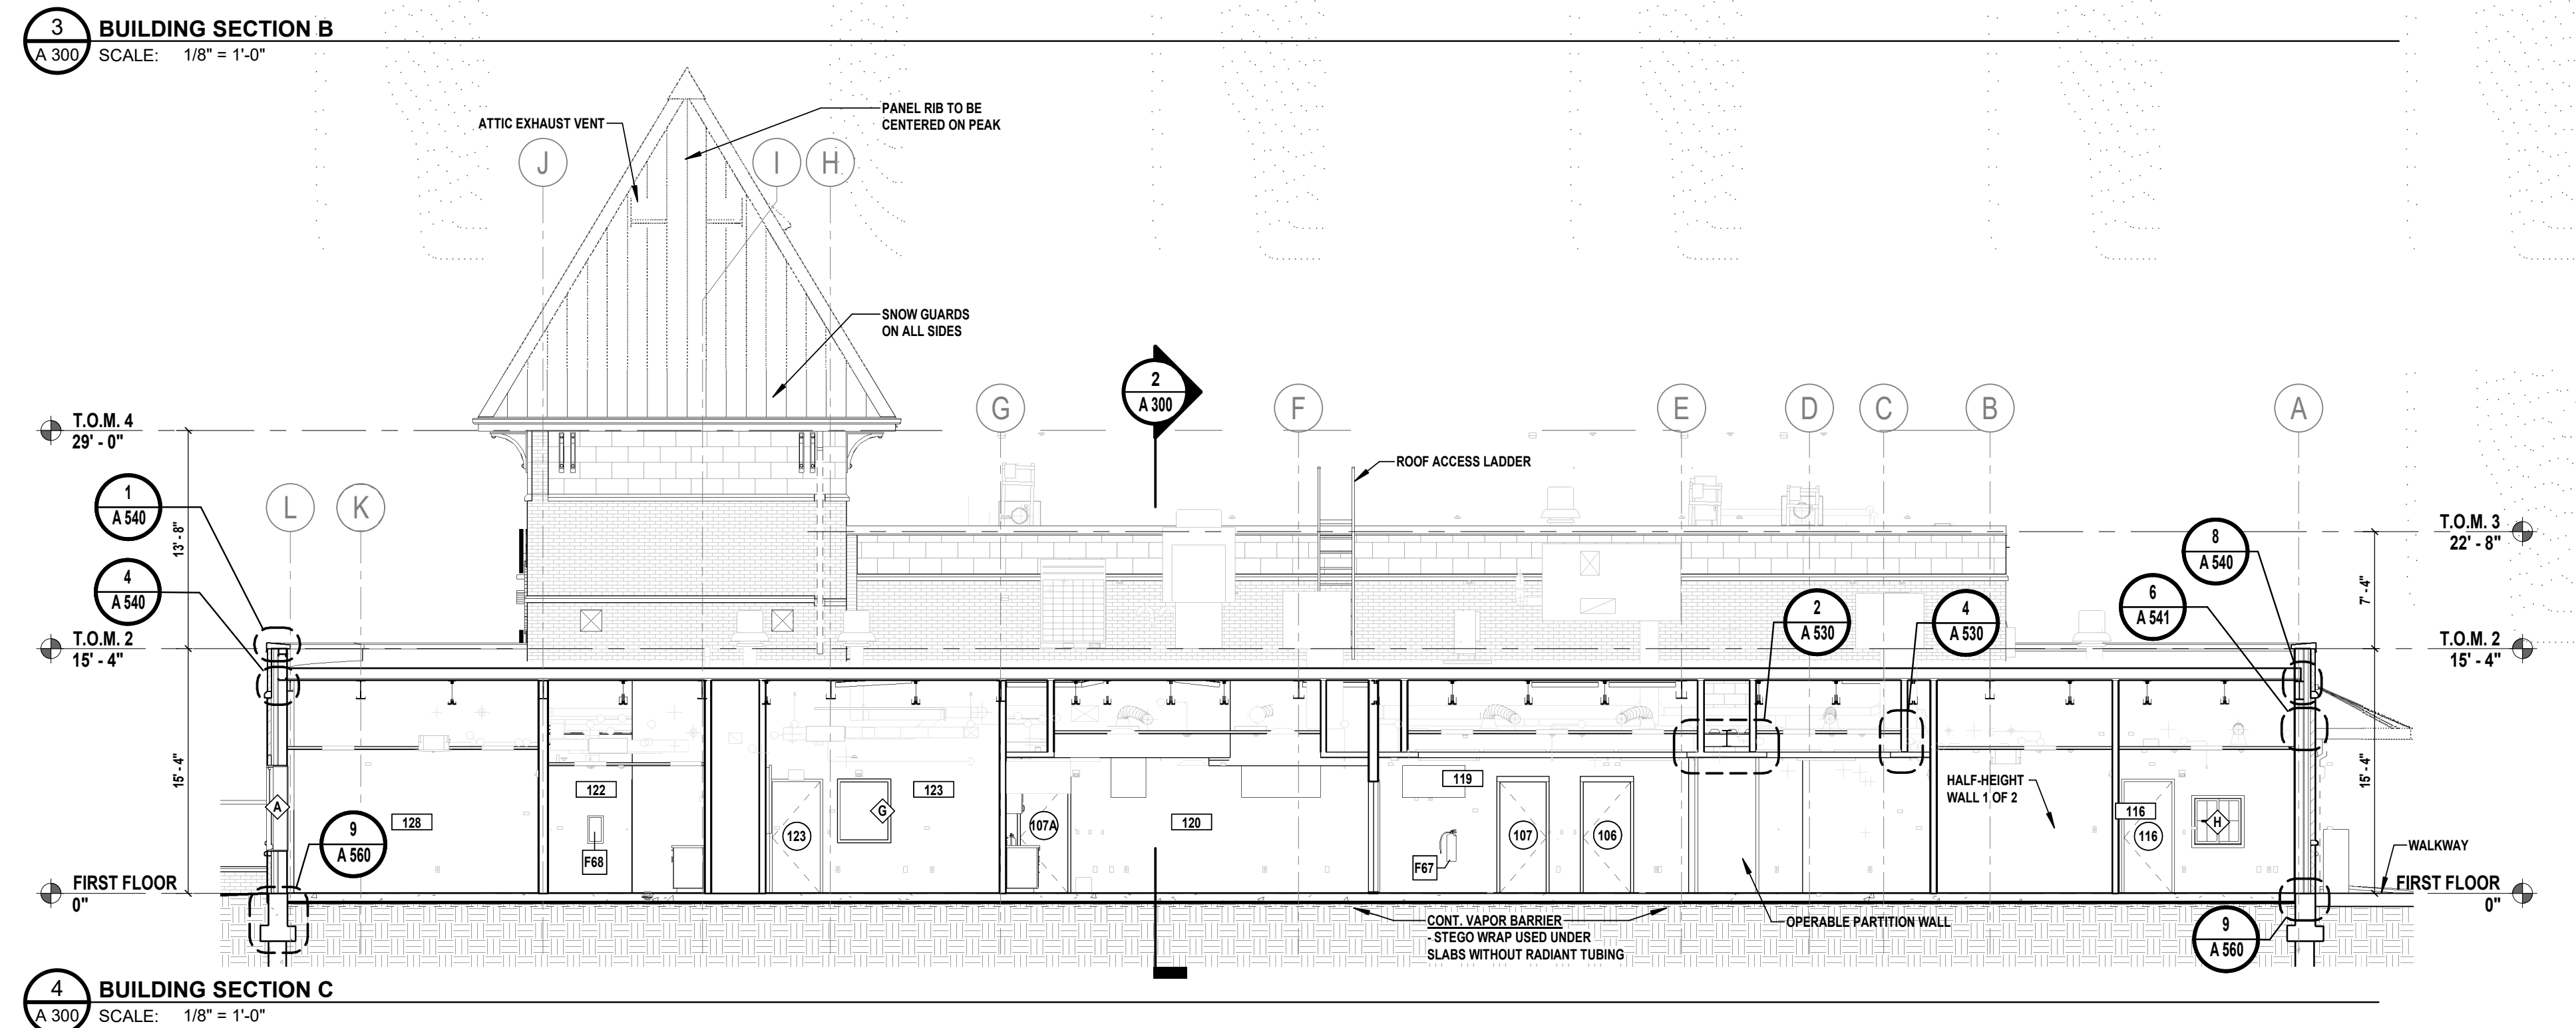 3
A 300
BUILDING SECTION B
SCALE: 1/8" = 1'-0"
ATTIC EXHAUST VENT
PANEL RIB TO BE
CENTERED ON PEAK
J
I
H
SNOW GUARDS
ON ALL SIDES
2
A 300
G
F
E
D
C
B
A
T.O.M. 4
29' - 0"
ROOF ACCESS LADDER
1
A 540
L
K
13' - 8"
T.O.M. 3
22' - 8"
8
A 540
4
A 540
7' - 4"
6
A 541
2
A 530
4
A 530
T.O.M. 2
15' - 4"
T.O.M. 2
15' - 4"
15' - 4"
15' - 4"
A
128
122
F68
123
G
123
107A
120
119
F67
107
106
HALF-HEIGHT
WALL 1 OF 2
116
116
H
9
A 560
WALKWAY
FIRST FLOOR
0"
FIRST FLOOR
0"
CONT. VAPOR BARRIER
- STEGO WRAP USED UNDER
SLABS WITHOUT RADIANT TUBING
OPERABLE PARTITION WALL
9
A 560
4
A 300
BUILDING SECTION C
SCALE: 1/8" = 1'-0"